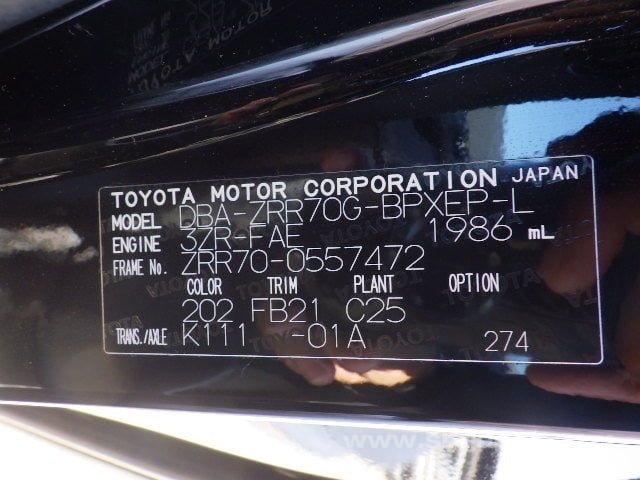 TOYOTA MOTOR CORPORATION JAPAN
MODEL DBA-ZRR70G-BPXEP-L
ENGINE 3ZR-FAE 1986 mL
FRAME No. ZRR70-0557472
COLOR TRIM PLANT OPTION
202 FB21 C25
TRANS./AXLE K111 -01A 274